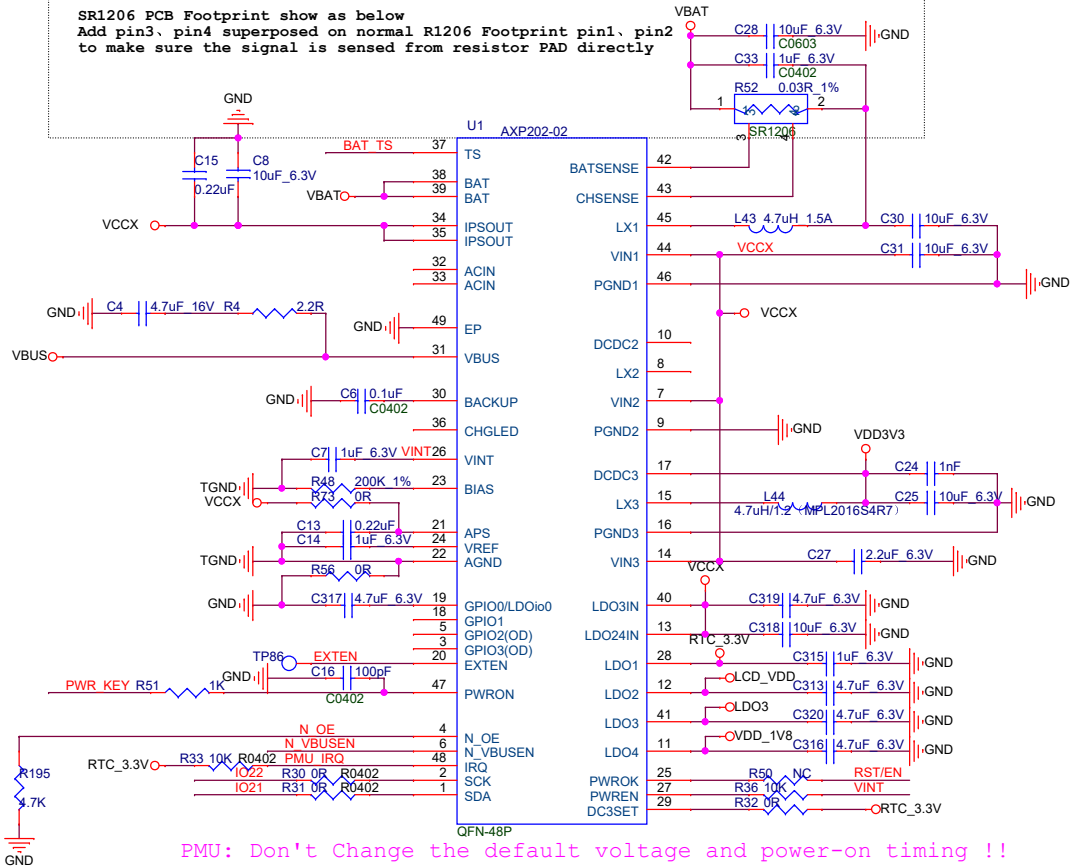 SR1206 PCB Footprint show as below
Add pin3、pin4 superposed on normal R1206 Footprint pin1、pin2
to make sure the signal is sensed from resistor PAD directly
VBAT
C28 10uF_6.3V GND
C0603
C33 1uF_6.3V
C0402
R52 0.03R_1%
1 2
3 4
SR1206
GND
C15 C8
0.22uF 10uF_6.3V
U1 AXP202-02
BAT_TS 37 TS
BATSENSE 42
38 BAT
VBAT 39 BAT
CHSENSE 43
VCCX 34 IPSOUT
35 IPSOUT
LX1 45 L43 4.7uH_1.5A C30 10uF_6.3V
VIN1 44 VCCX C31 10uF_6.3V
32 ACIN
33 ACIN
PGND1 46 GND
GND C4 4.7uF_16V R4 2.2R
VCCX
GND 49 EP
DCDC2 10
VBUS 31 VBUS
LX2 8
GND C6 0.1uF 30 BACKUP
C0402
VIN2 7
36 CHGLED
PGND2 9 GND
VDD3V3
C7 1uF_6.3V VINT 26 VINT
DCDC3 17 C24 1nF
TGND R48 200K_1% 23 BIAS
VCCX R73 0R
LX3 15 L44 C25 10uF_6.3V GND
4.7uH/1.2（MPL2016S4R7）
C13 0.22uF 21 APS
PGND3 16
C14 1uF_6.3V 24 VREF
TGND 22 AGND
VIN3 14 C27 2.2uF_6.3V GND
R56 0R
VCCX
GND C317 4.7uF_6.3V 19 GPIO0/LDOio0
LDO3IN 40 C319 4.7uF_6.3V GND
18 GPIO1
5 GPIO2(OD)
LDO24IN 13 C318 10uF_6.3V GND
3 GPIO3(OD)
RTC_3.3V
TP86 EXTEN 20 EXTEN
LDO1 28 C315 1uF_6.3V GND
GND C16 100pF
C0402
LCD_VDD
PWR_KEY R51 1K 47 PWRON
LDO2 12 C313 4.7uF_6.3V GND
LDO3
LDO3 41 C320 4.7uF_6.3V GND
N_OE 4 N_OE
VDD_1V8
N_VBUSEN 6 N_VBUSEN
LDO4 11 C316 4.7uF_6.3V GND
RTC_3.3V R33 10K R0402 PMU_IRQ 48 IRQ
IO22 R30 0R R0402 2 SCK
PWROK 25 R50 NC RST/EN
IO21 R31 0R R0402 1 SDA
PWREN 27 R36 10K VINT
DC3SET 29 R32 0R RTC_3.3V
R195
4.7K
GND
QFN-48P
PMU: Don't Change the default voltage and power-on timing !!